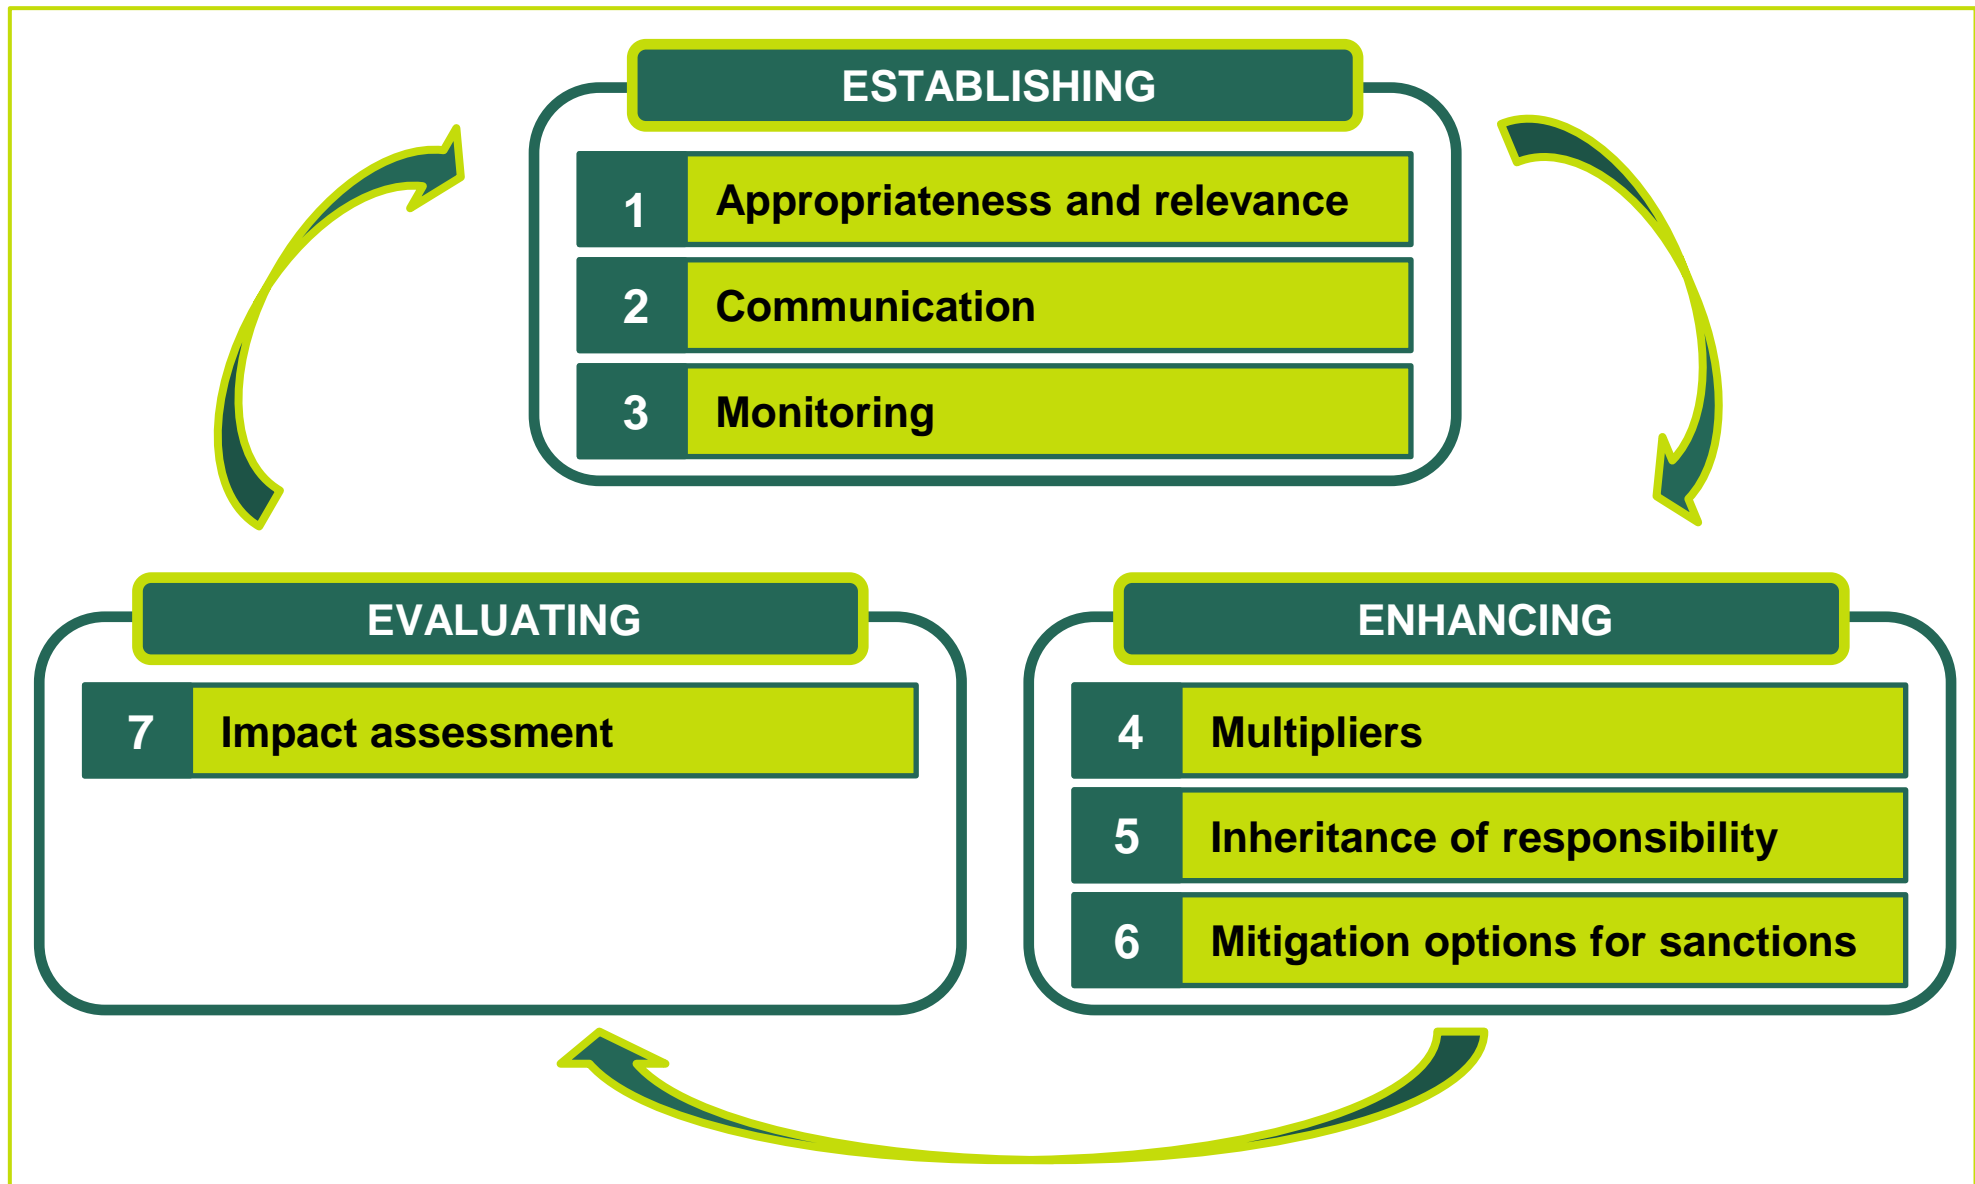 ESTABLISHING
1 Appropriateness and relevance
2 Communication
3 Monitoring
EVALUATING
7 Impact assessment
ENHANCING
4 Multipliers
5 Inheritance of responsibility
6 Mitigation options for sanctions